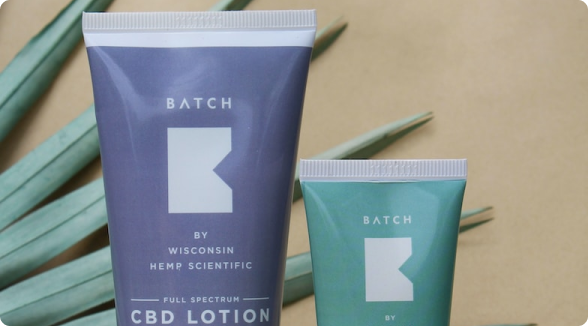 BATCH
BY
WISCONSIN
HEMP SCIENTIFIC
FULL SPECTRUM
CBD LOTION
BATCH
BY